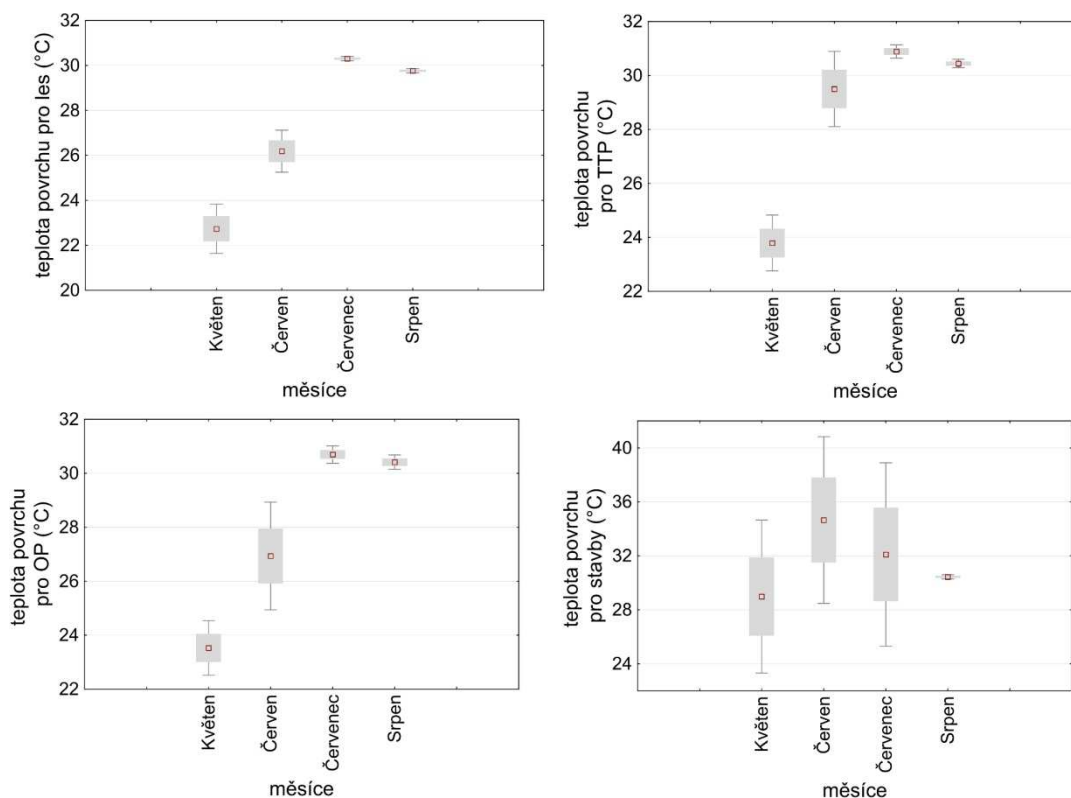 teplota povrchu pro les (°C)
32
30
28
26
24
22
20
Květen
Červen
Červenec
Srpen
měsíce
teplota povrchu
pro TTP (°C)
32
30
28
26
24
22
Květen
Červen
Červenec
Srpen
měsíce
teplota povrchu
pro OP (°C)
32
30
28
26
24
22
Květen
Červen
Červenec
Srpen
měsíce
teplota povrchu
pro stavby (°C)
40
36
32
28
24
Květen
Červen
Červenec
Srpen
měsíce